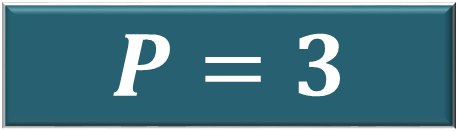 P = 3